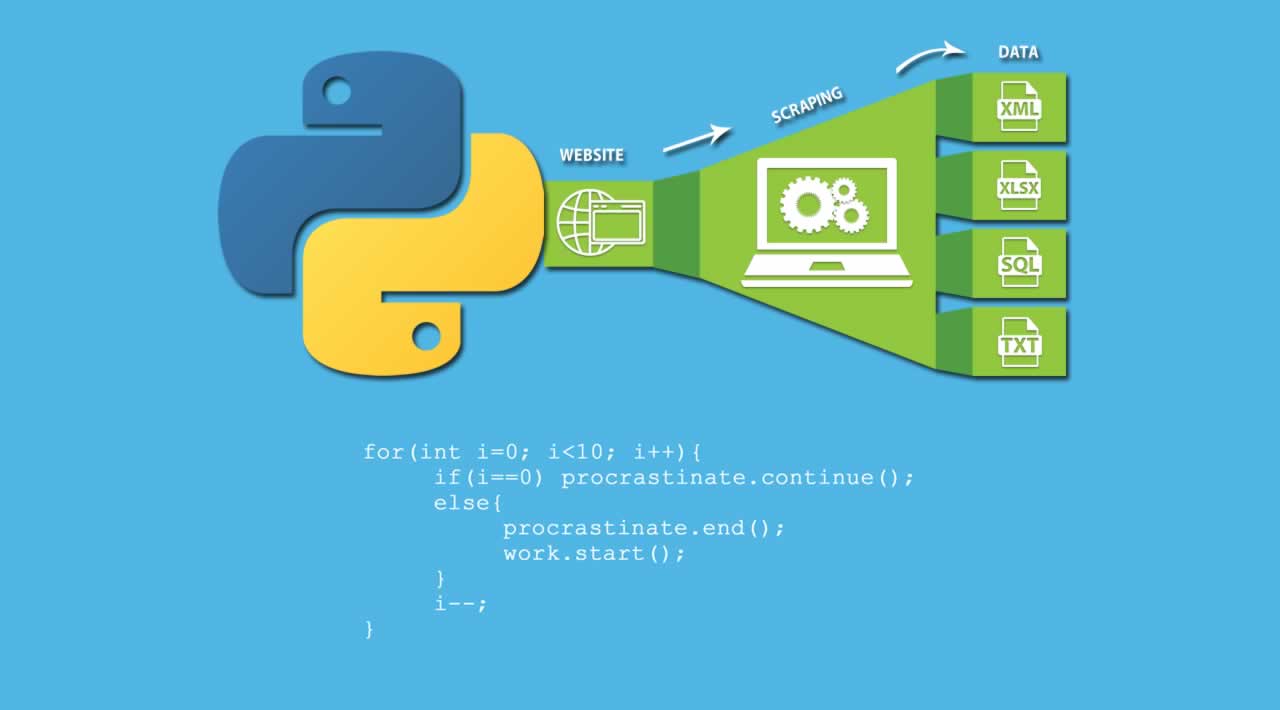 DATA
SCRAPING
WEBSITE
XML
XLSX
SQL
TXT
for(int i=0; i<10; i++){
if(i==0) procrastinate.continue();
else{
procrastinate.end();
work.start();
}
i--;
}